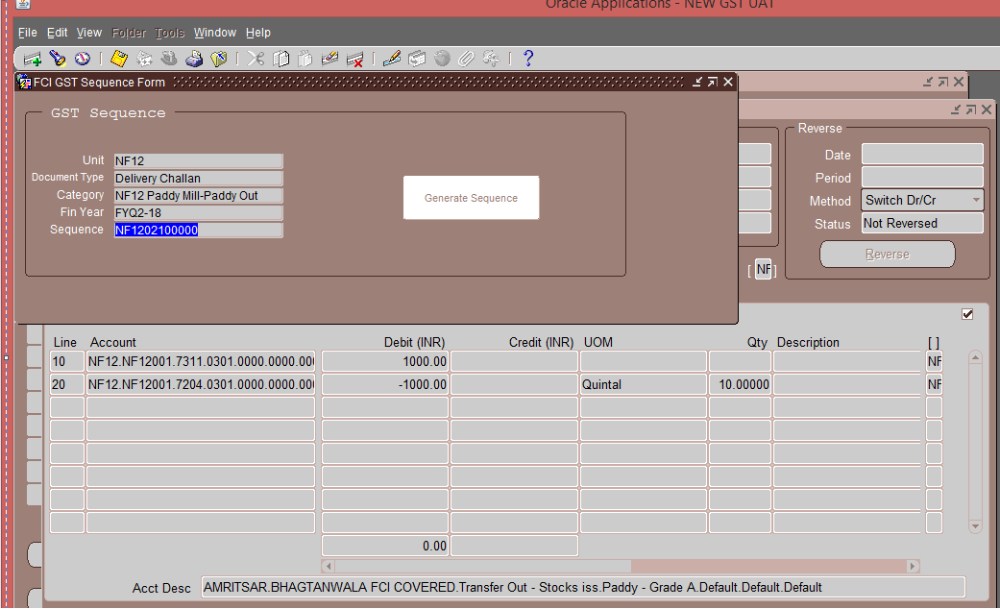 Oracle Applications - NEW GST UAT
File Edit View Folder Tools Window Help
FCI GST Sequence Form
GST Sequence
Unit NF12
Document Type Delivery Challan
Category NF12 Paddy Mill-Paddy Out
Fin Year FYQ2-18
Sequence NF1202100000
Generate Sequence
Reverse
Date
Period
Method Switch Dr/Cr
Status Not Reversed
Reverse
[ NF ]
Line Account Debit (INR) Credit (INR) UOM Qty Description [ ]
10 NF12.NF12001.7311.0301.0000.0000.00 1000.00 NF
20 NF12.NF12001.7204.0301.0000.0000.00 -1000.00 Quintal 10.00000 NF
0.00
Acct Desc AMRITSAR.BHAGTANWALA FCI COVERED.Transfer Out - Stocks iss.Paddy - Grade A.Default.Default.Default